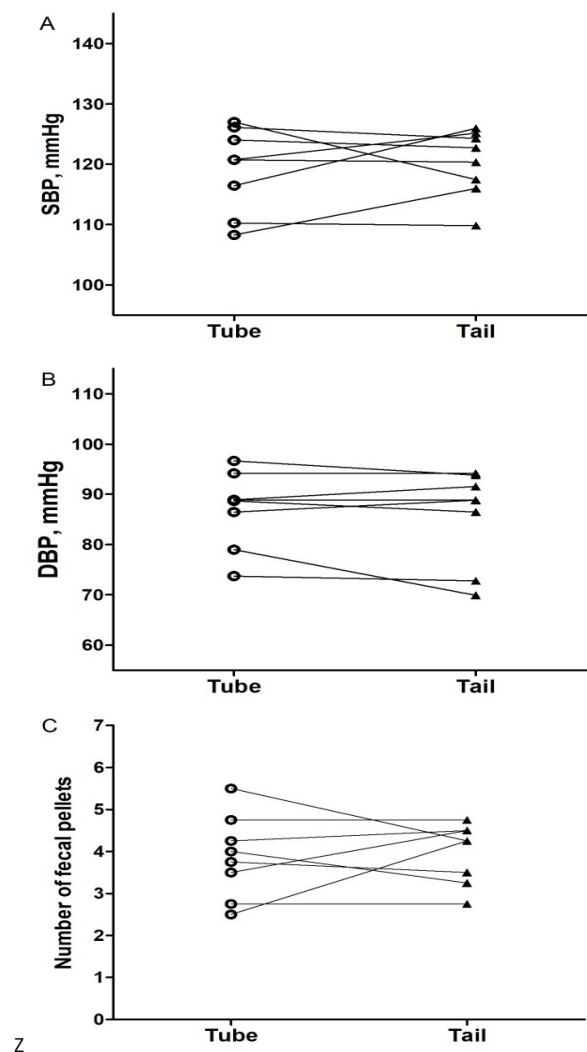 A
SBP, mmHg
140
130
120
110
100
Tube Tail
B
DBP, mmHg
110
100
90
80
70
60
Tube Tail
C
Number of fecal pellets
7
6
5
4
3
2
1
0
Tube Tail
Z